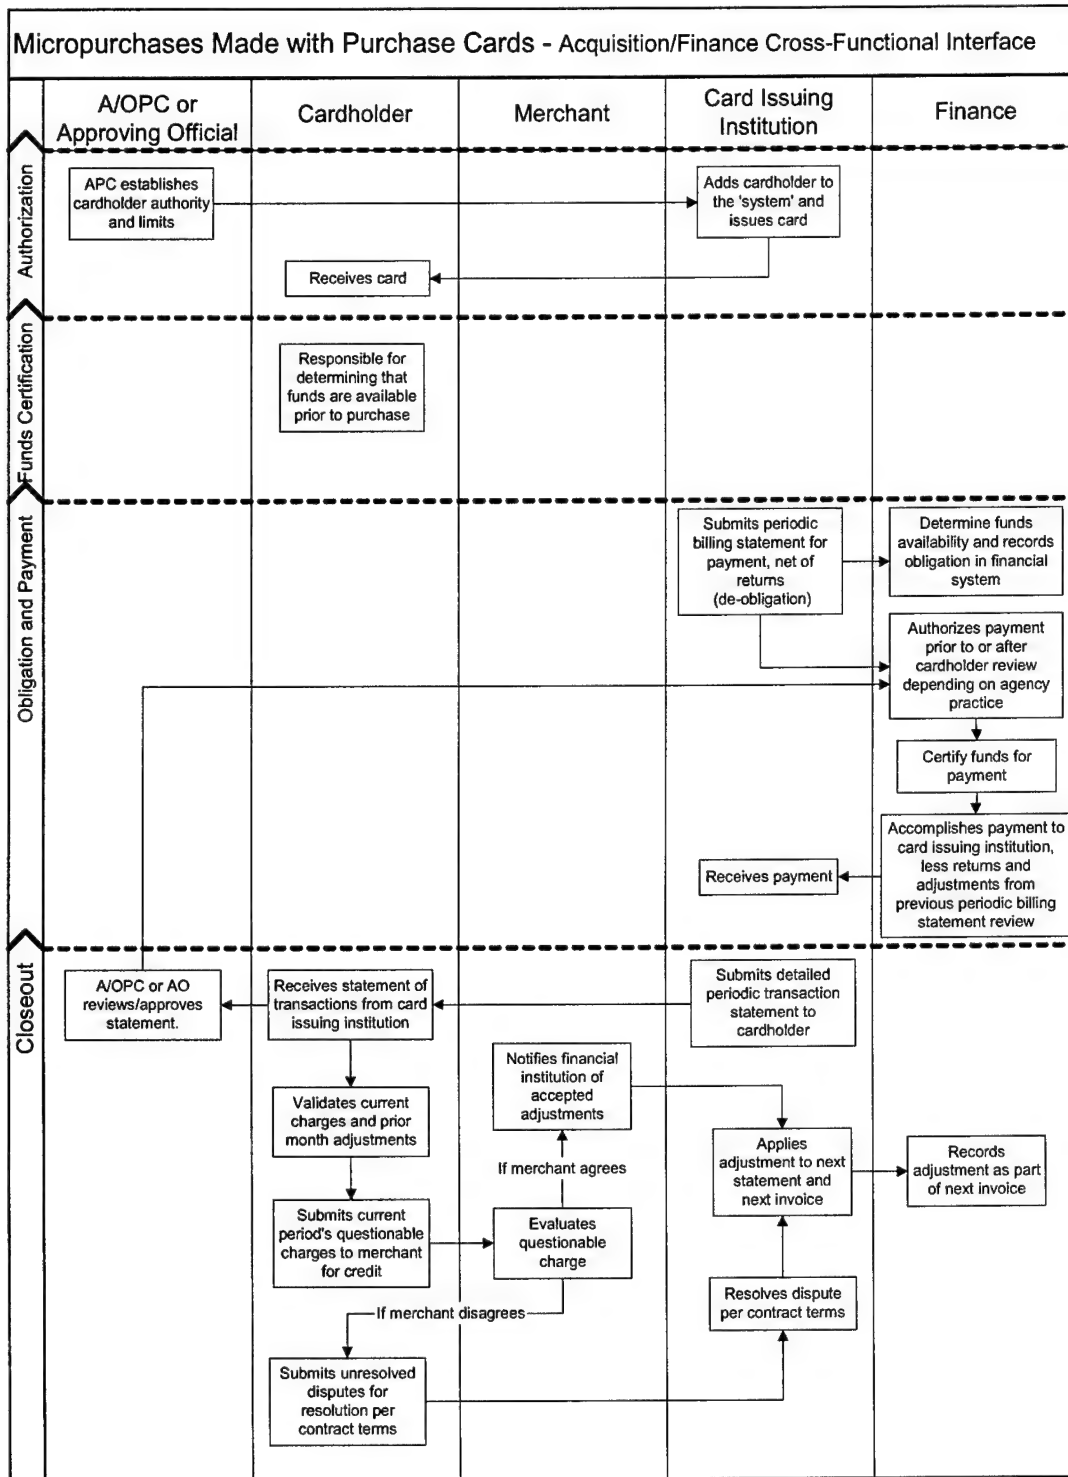 Micropurchases Made with Purchase Cards - Acquisition/Finance Cross-Functional Interface
A/OPC or
Approving Official
Cardholder
Merchant
Card Issuing
Institution
Finance
Authorization
APC establishes
cardholder authority
and limits
Adds cardholder to
the 'system' and
issues card
Receives card
Funds Certification
Responsible for
determining that
funds are available
prior to purchase
Obligation and Payment
Submits periodic
billing statement for
payment, net of
returns
(de-obligation)
Determine funds
availability and records
obligation in financial
system
Authorizes payment
prior to or after
cardholder review
depending on agency
practice
Certify funds for
payment
Accomplishes payment to
card issuing institution,
less returns and
adjustments from
previous periodic billing
statement review
Receives payment
Closeout
A/OPC or AO
reviews/approves
statement.
Receives statement of
transactions from card
issuing institution
Submits detailed
periodic transaction
statement to
cardholder
Notifies financial
institution of
accepted
adjustments
Validates current
charges and prior
month adjustments
If merchant agrees
Applies
adjustment to next
statement and
next invoice
Records
adjustment as part
of next invoice
Submits current
period's questionable
charges to merchant
for credit
Evaluates
questionable
charge
Resolves dispute
per contract terms
If merchant disagrees
Submits unresolved
disputes for
resolution per
contract terms